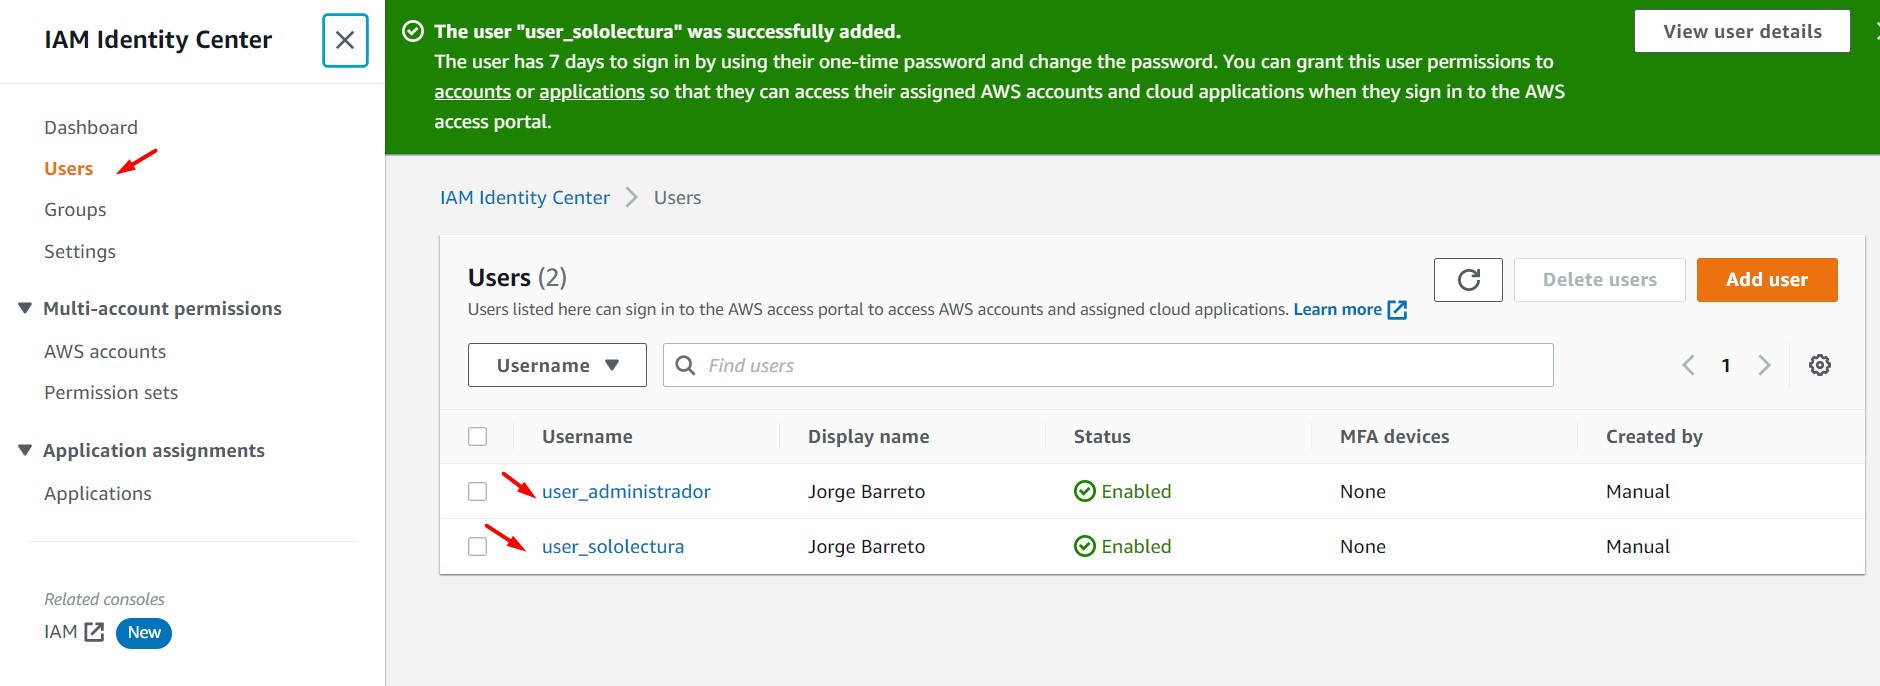 IAM Identity Center
Dashboard
Users
Groups
Settings
Multi-account permissions
AWS accounts
Permission sets
Application assignments
Applications
Related consoles
IAM New
The user "user_sololectura" was successfully added.
The user has 7 days to sign in by using their one-time password and change the password. You can grant this user permissions to
accounts or applications so that they can access their assigned AWS accounts and cloud applications when they sign in to the AWS
access portal.
View user details
IAM Identity Center Users
Users (2)
Users listed here can sign in to the AWS access portal to access AWS accounts and assigned cloud applications. Learn more
Delete users
Add user
Username
Find users
1
Username Display name Status MFA devices Created by
user_administrador Jorge Barreto Enabled None Manual
user_sololectura Jorge Barreto Enabled None Manual